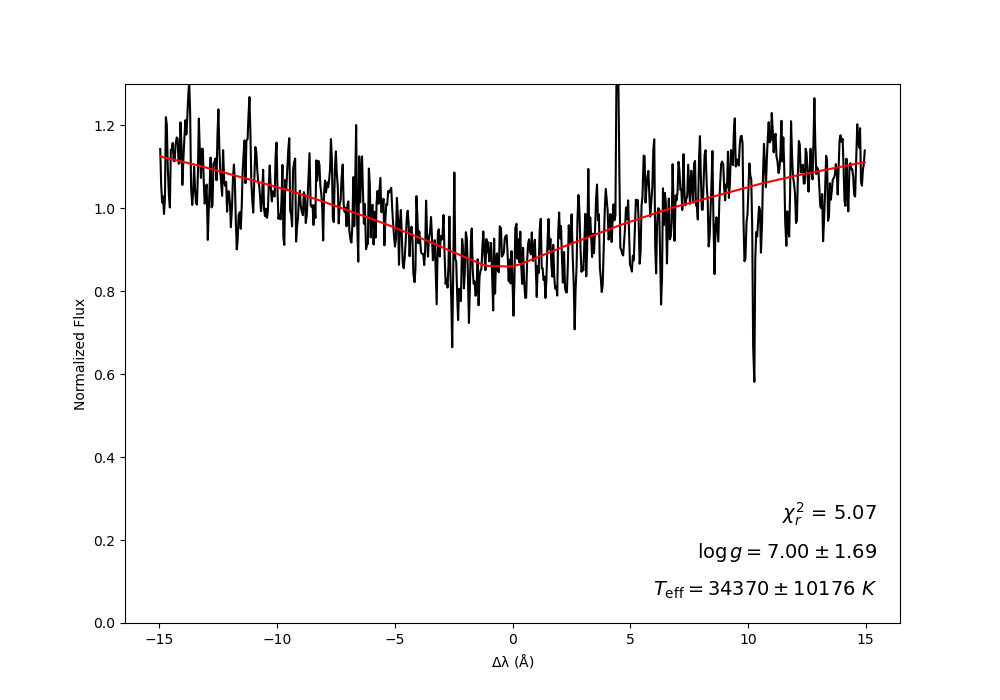 1.2
1.0
0.8
0.6
0.4
0.2
0.0
Normalized Flux
χ²ᵣ = 5.07
log g = 7.00 ± 1.69
T_eff = 34370 ± 10176 K
−15 −10 −5 0 5 10 15
Δλ (Å)